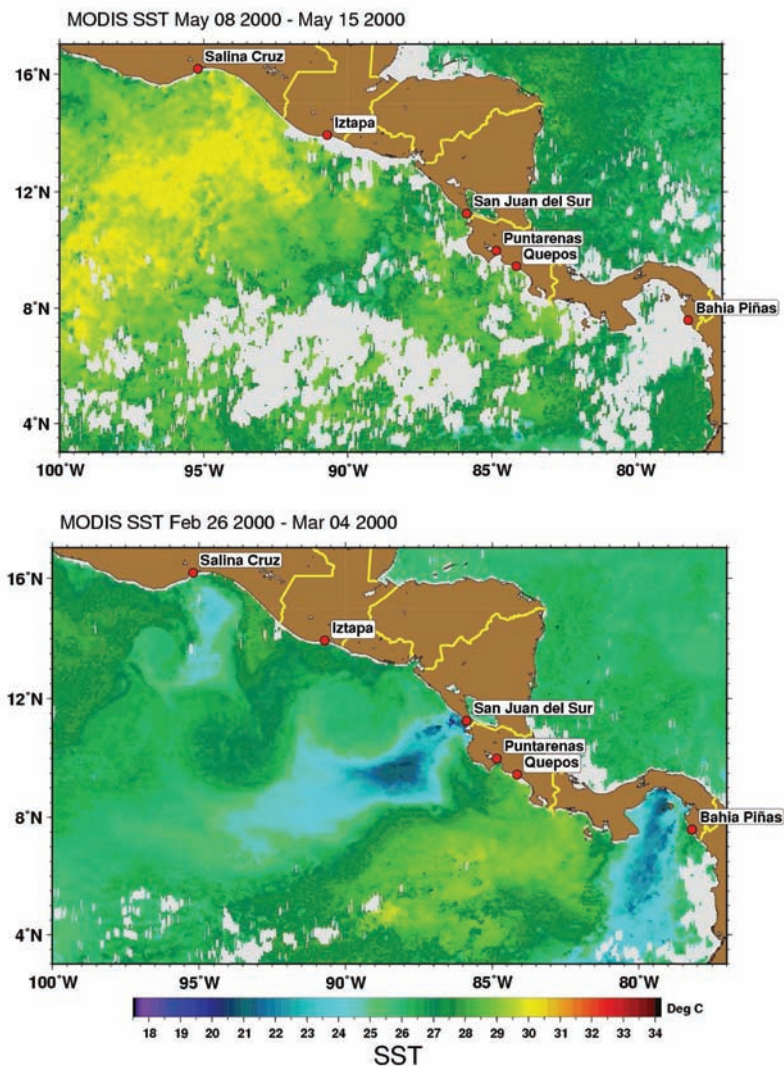 MODIS SST May 08 2000 - May 15 2000
16°N
12°N
8°N
4°N
Salina Cruz
Iztapa
San Juan del Sur
Puntarenas
Quepos
Bahia Piñas
100°W 95°W 90°W 85°W 80°W
MODIS SST Feb 26 2000 - Mar 04 2000
16°N
12°N
8°N
4°N
Salina Cruz
Iztapa
San Juan del Sur
Puntarenas
Quepos
Bahia Piñas
100°W 95°W 90°W 85°W 80°W
Deg C
18 19 20 21 22 23 24 25 26 27 28 29 30 31 32 33 34
SST